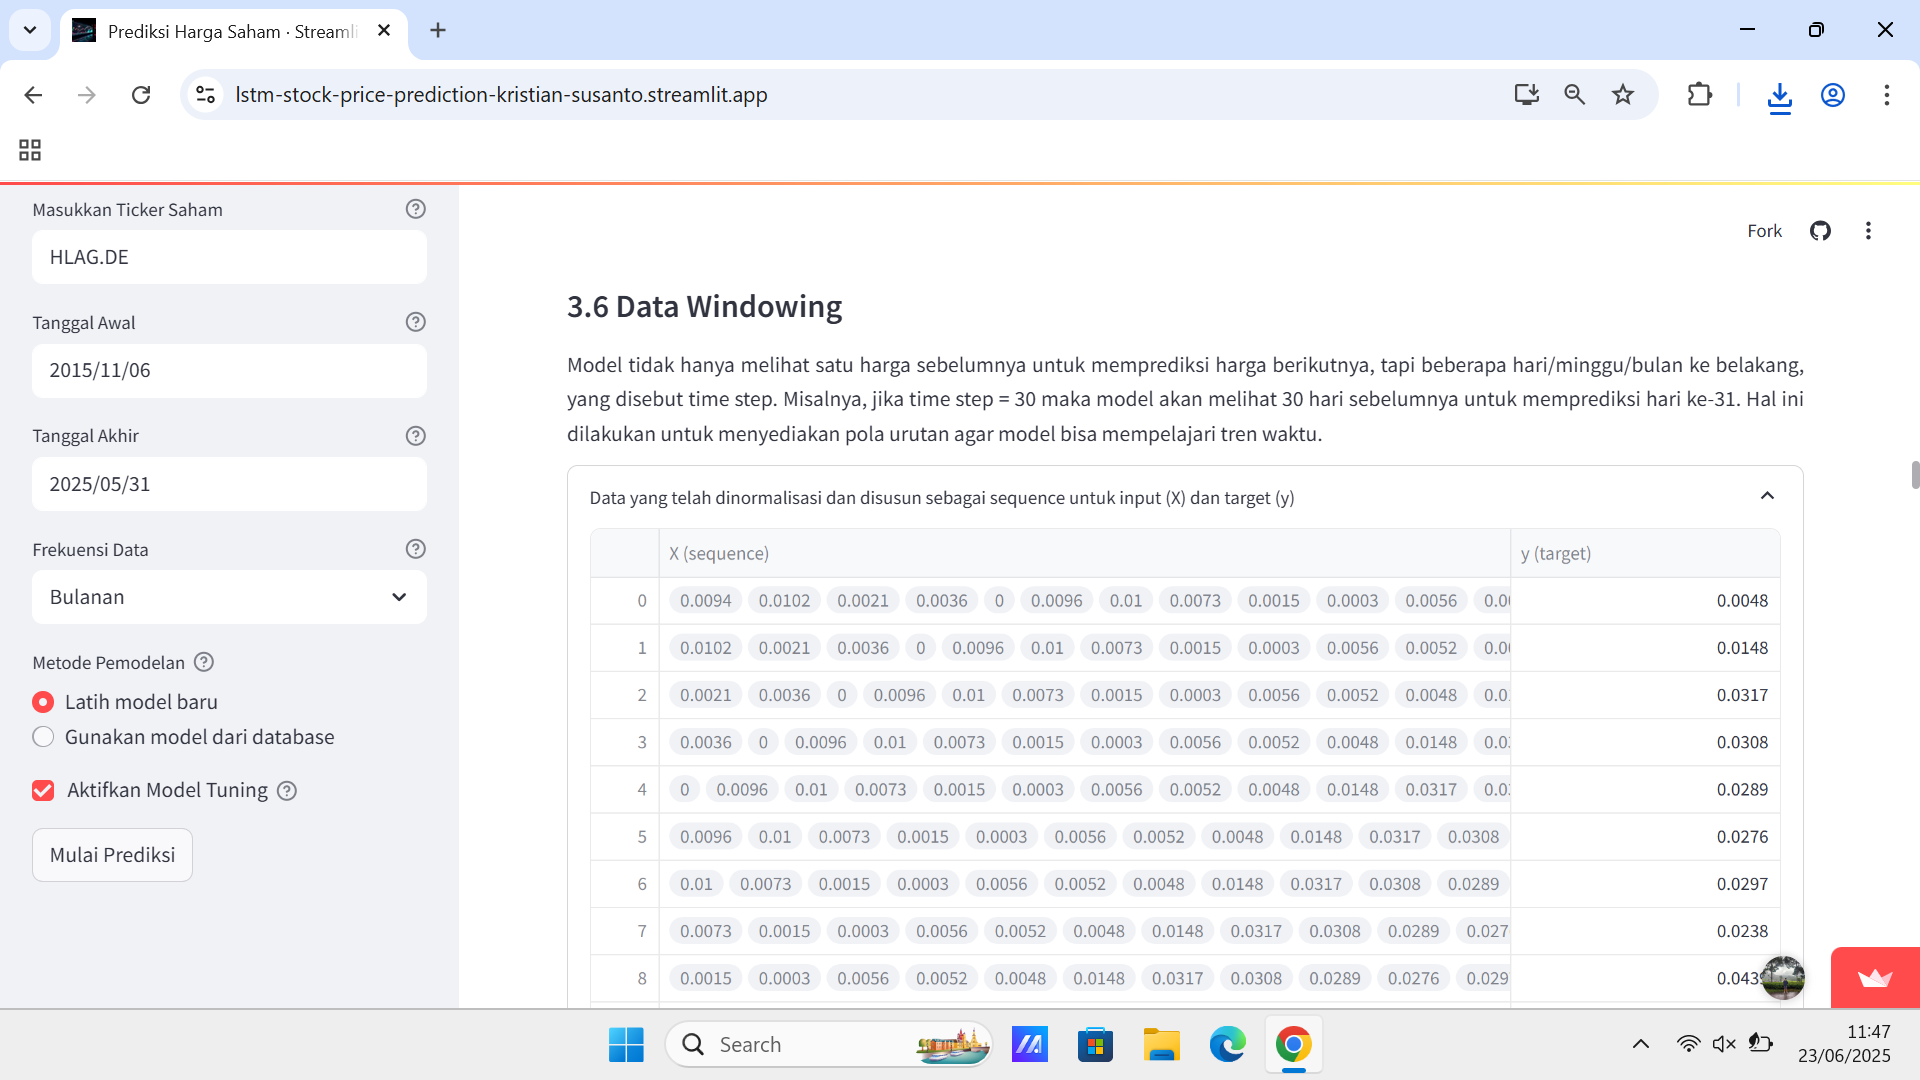 Prediksi Harga Saham · Streamli
lstm-stock-price-prediction-kristian-susanto.streamlit.app
Masukkan Ticker Saham
HLAG.DE
Tanggal Awal
2015/11/06
Tanggal Akhir
2025/05/31
Frekuensi Data
Bulanan
Metode Pemodelan
Latih model baru
Gunakan model dari database
Aktifkan Model Tuning
Mulai Prediksi
Fork
3.6 Data Windowing
Model tidak hanya melihat satu harga sebelumnya untuk memprediksi harga berikutnya, tapi beberapa hari/minggu/bulan ke belakang,
yang disebut time step. Misalnya, jika time step = 30 maka model akan melihat 30 hari sebelumnya untuk memprediksi hari ke-31. Hal ini
dilakukan untuk menyediakan pola urutan agar model bisa mempelajari tren waktu.
Data yang telah dinormalisasi dan disusun sebagai sequence untuk input (X) dan target (y)
X (sequence) y (target)
0 0.0094 0.0102 0.0021 0.0036 0 0.0096 0.01 0.0073 0.0015 0.0003 0.0056 0.00 0.0048
1 0.0102 0.0021 0.0036 0 0.0096 0.01 0.0073 0.0015 0.0003 0.0056 0.0052 0.00 0.0148
2 0.0021 0.0036 0 0.0096 0.01 0.0073 0.0015 0.0003 0.0056 0.0052 0.0048 0.0 0.0317
3 0.0036 0 0.0096 0.01 0.0073 0.0015 0.0003 0.0056 0.0052 0.0048 0.0148 0.0 0.0308
4 0 0.0096 0.01 0.0073 0.0015 0.0003 0.0056 0.0052 0.0048 0.0148 0.0317 0.0 0.0289
5 0.0096 0.01 0.0073 0.0015 0.0003 0.0056 0.0052 0.0048 0.0148 0.0317 0.0308 0.0276
6 0.01 0.0073 0.0015 0.0003 0.0056 0.0052 0.0048 0.0148 0.0317 0.0308 0.0289 0.0297
7 0.0073 0.0015 0.0003 0.0056 0.0052 0.0048 0.0148 0.0317 0.0308 0.0289 0.027 0.0238
8 0.0015 0.0003 0.0056 0.0052 0.0048 0.0148 0.0317 0.0308 0.0289 0.0276 0.029 0.0439
Search
11:47
23/06/2025